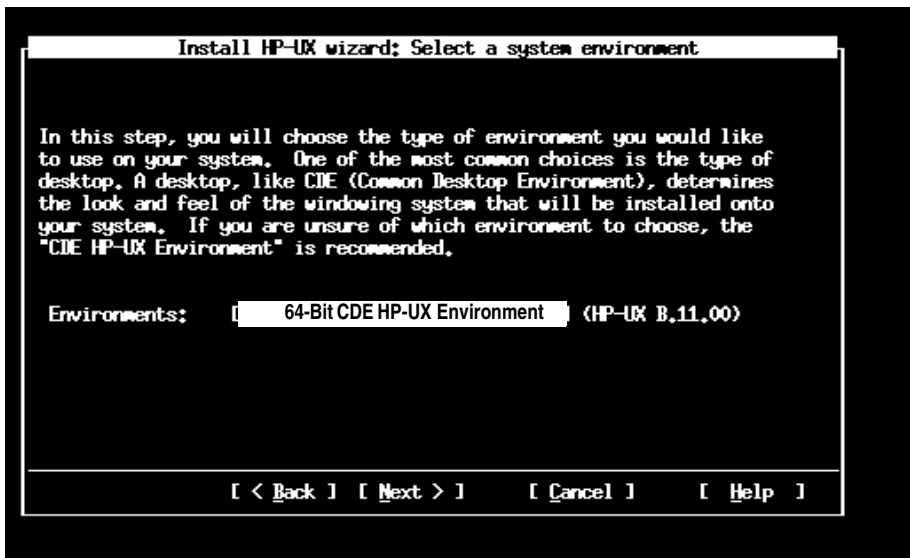 Install HP-UX wizard: Select a system environment
In this step, you will choose the type of environment you would like
to use on your system. One of the most common choices is the type of
desktop. A desktop, like CDE (Common Desktop Environment), determines
the look and feel of the windowing system that will be installed onto
your system. If you are unsure of which environment to choose, the
"CDE HP-UX Environment" is recommended.
Environments: [ 64-Bit CDE HP-UX Environment ] (HP-UX B.11.00)
[ < Back ] [ Next > ] [ Cancel ] [ Help ]